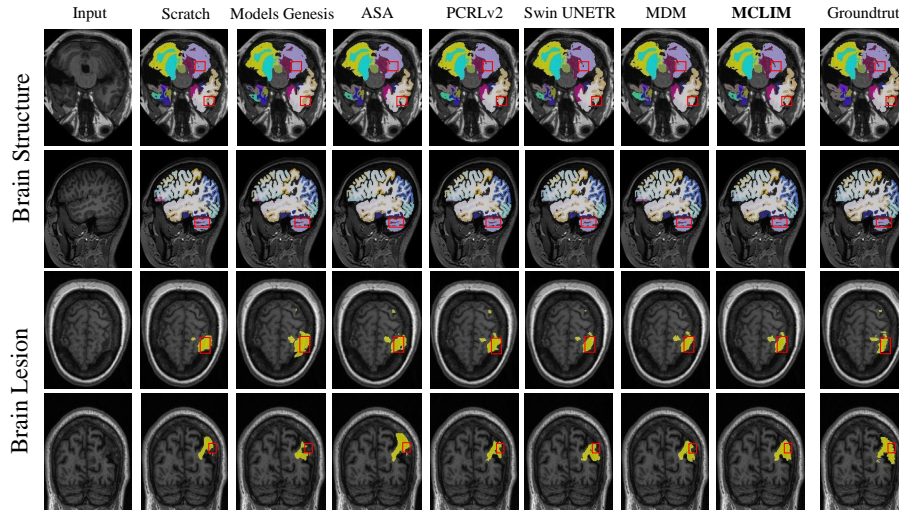 Input Scratch Models Genesis ASA PCRLv2 Swin UNETR MDM MCLIM Groundtrut
Brain Structure
Brain Lesion